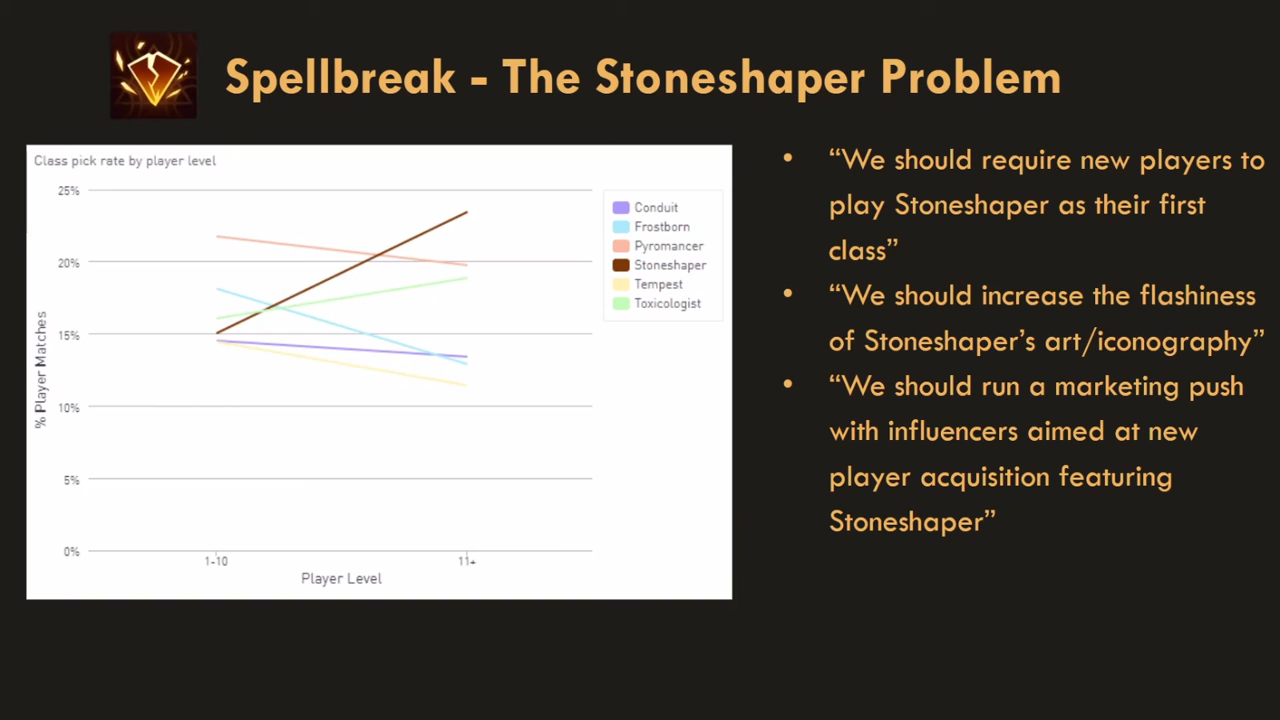 Spellbreak - The Stoneshaper Problem
Class pick rate by player level
25%
20%
15%
10%
5%
0%
% Player Matches
1-10
11+
Player Level
Conduit
Frostborn
Pyromancer
Stoneshaper
Tempest
Toxicologist
• “We should require new players to
play Stoneshaper as their first
class”
• “We should increase the flashiness
of Stoneshaper’s art/iconography”
• “We should run a marketing push
with influencers aimed at new
player acquisition featuring
Stoneshaper”